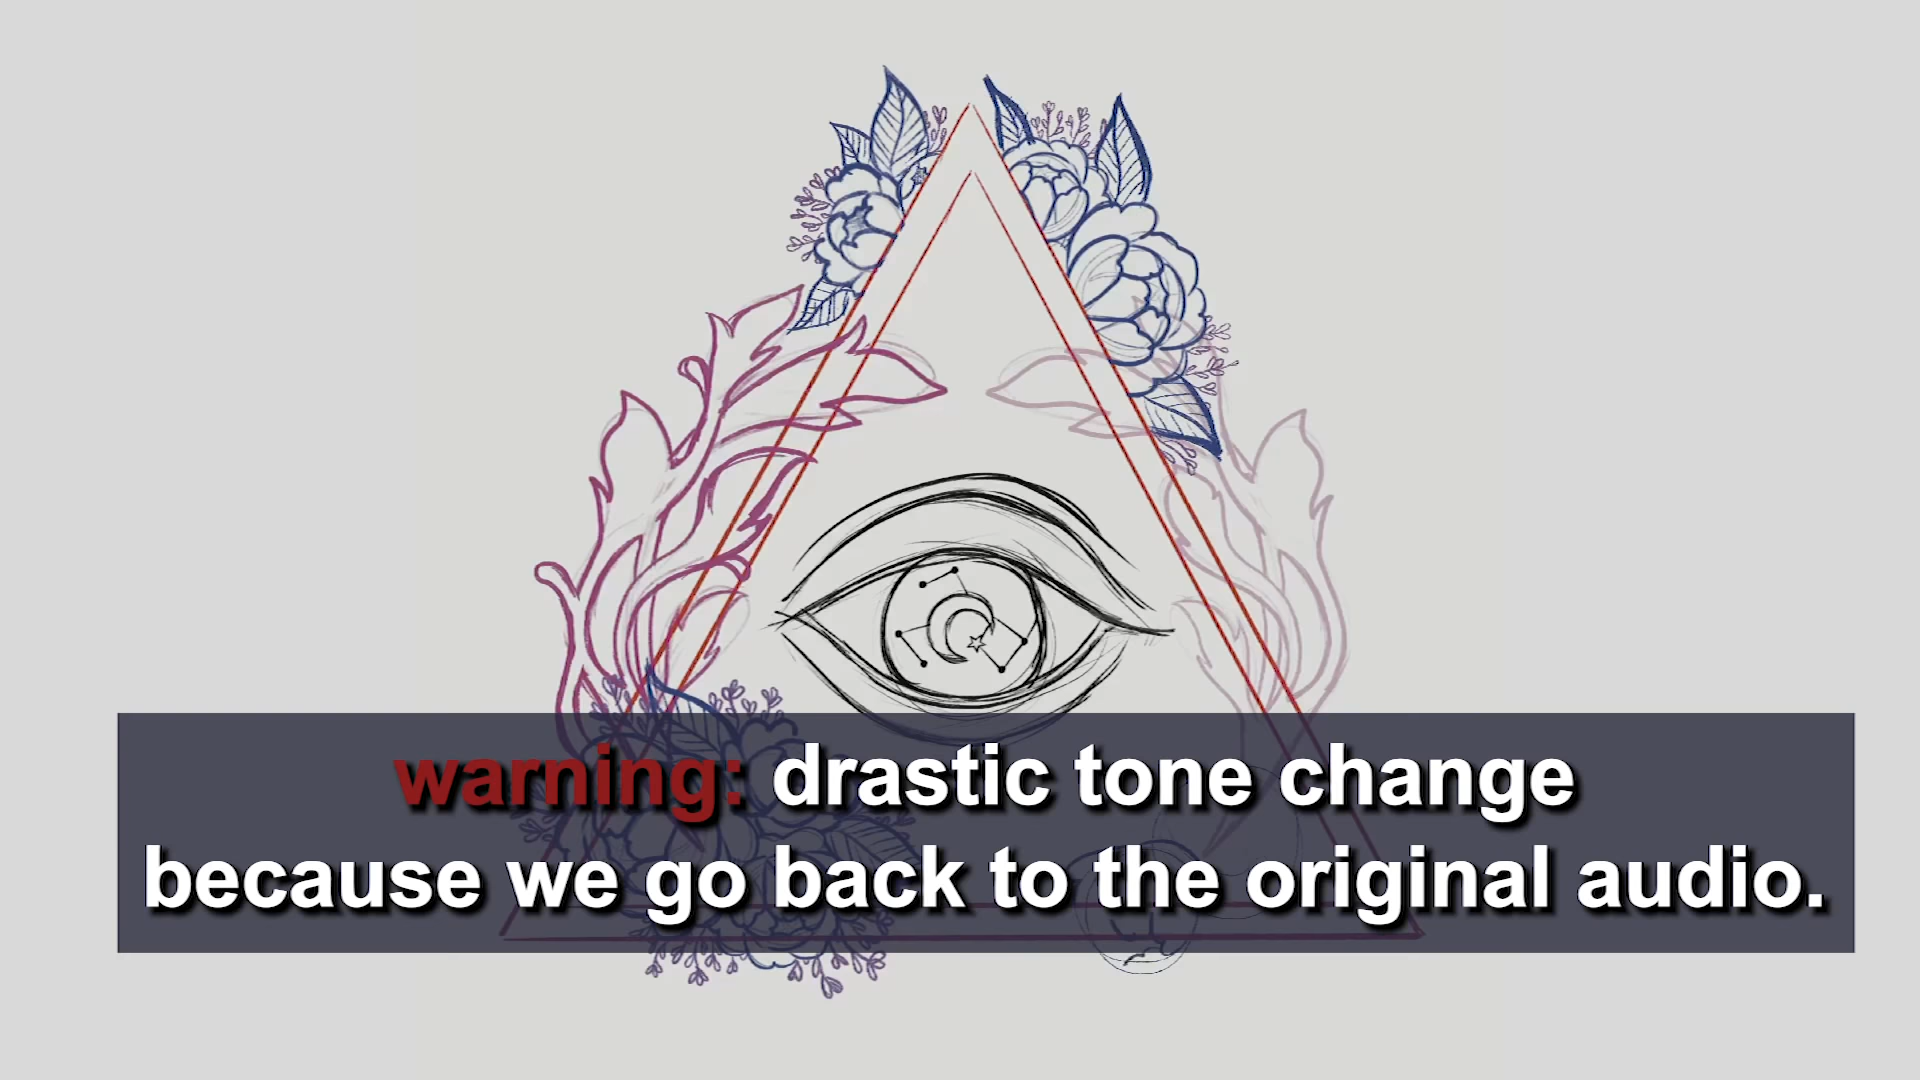 warning: drastic tone change
because we go back to the original audio.